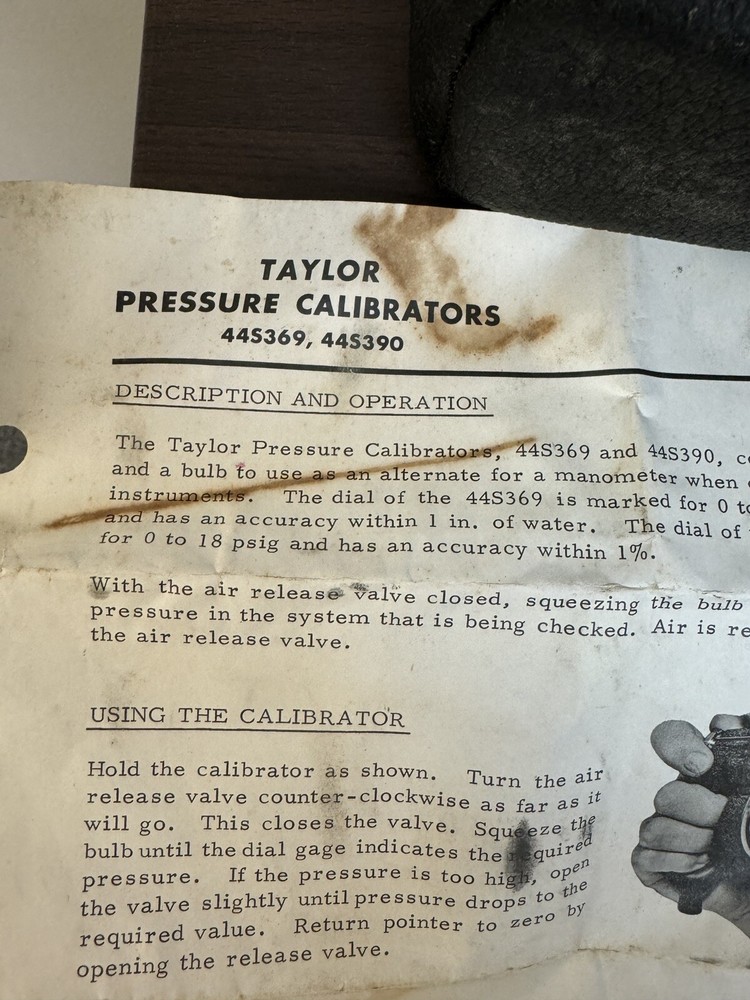 TAYLOR
PRESSURE CALIBRATORS
44S369, 44S390
DESCRIPTION AND OPERATION
The Taylor Pressure Calibrators, 44S369 and 44S390,
and a bulb to use as an alternate for a manometer when
instruments. The dial of the 44S369 is marked for 0
and has an accuracy within 1 in. of water. The dial of
for 0 to 18 psig and has an accuracy within 1%.
With the air release valve closed, squeezing the bulb
pressure in the system that is being checked. Air is
the air release valve.
USING THE CALIBRATOR
Hold the calibrator as shown. Turn the air
release valve counter-clockwise as far as it
will go. This closes the valve. Squeeze the
bulb until the dial gage indicates the required
pressure. If the pressure is too high, open
the valve slightly until pressure drops to the
required value. Return pointer to zero by
opening the release valve.